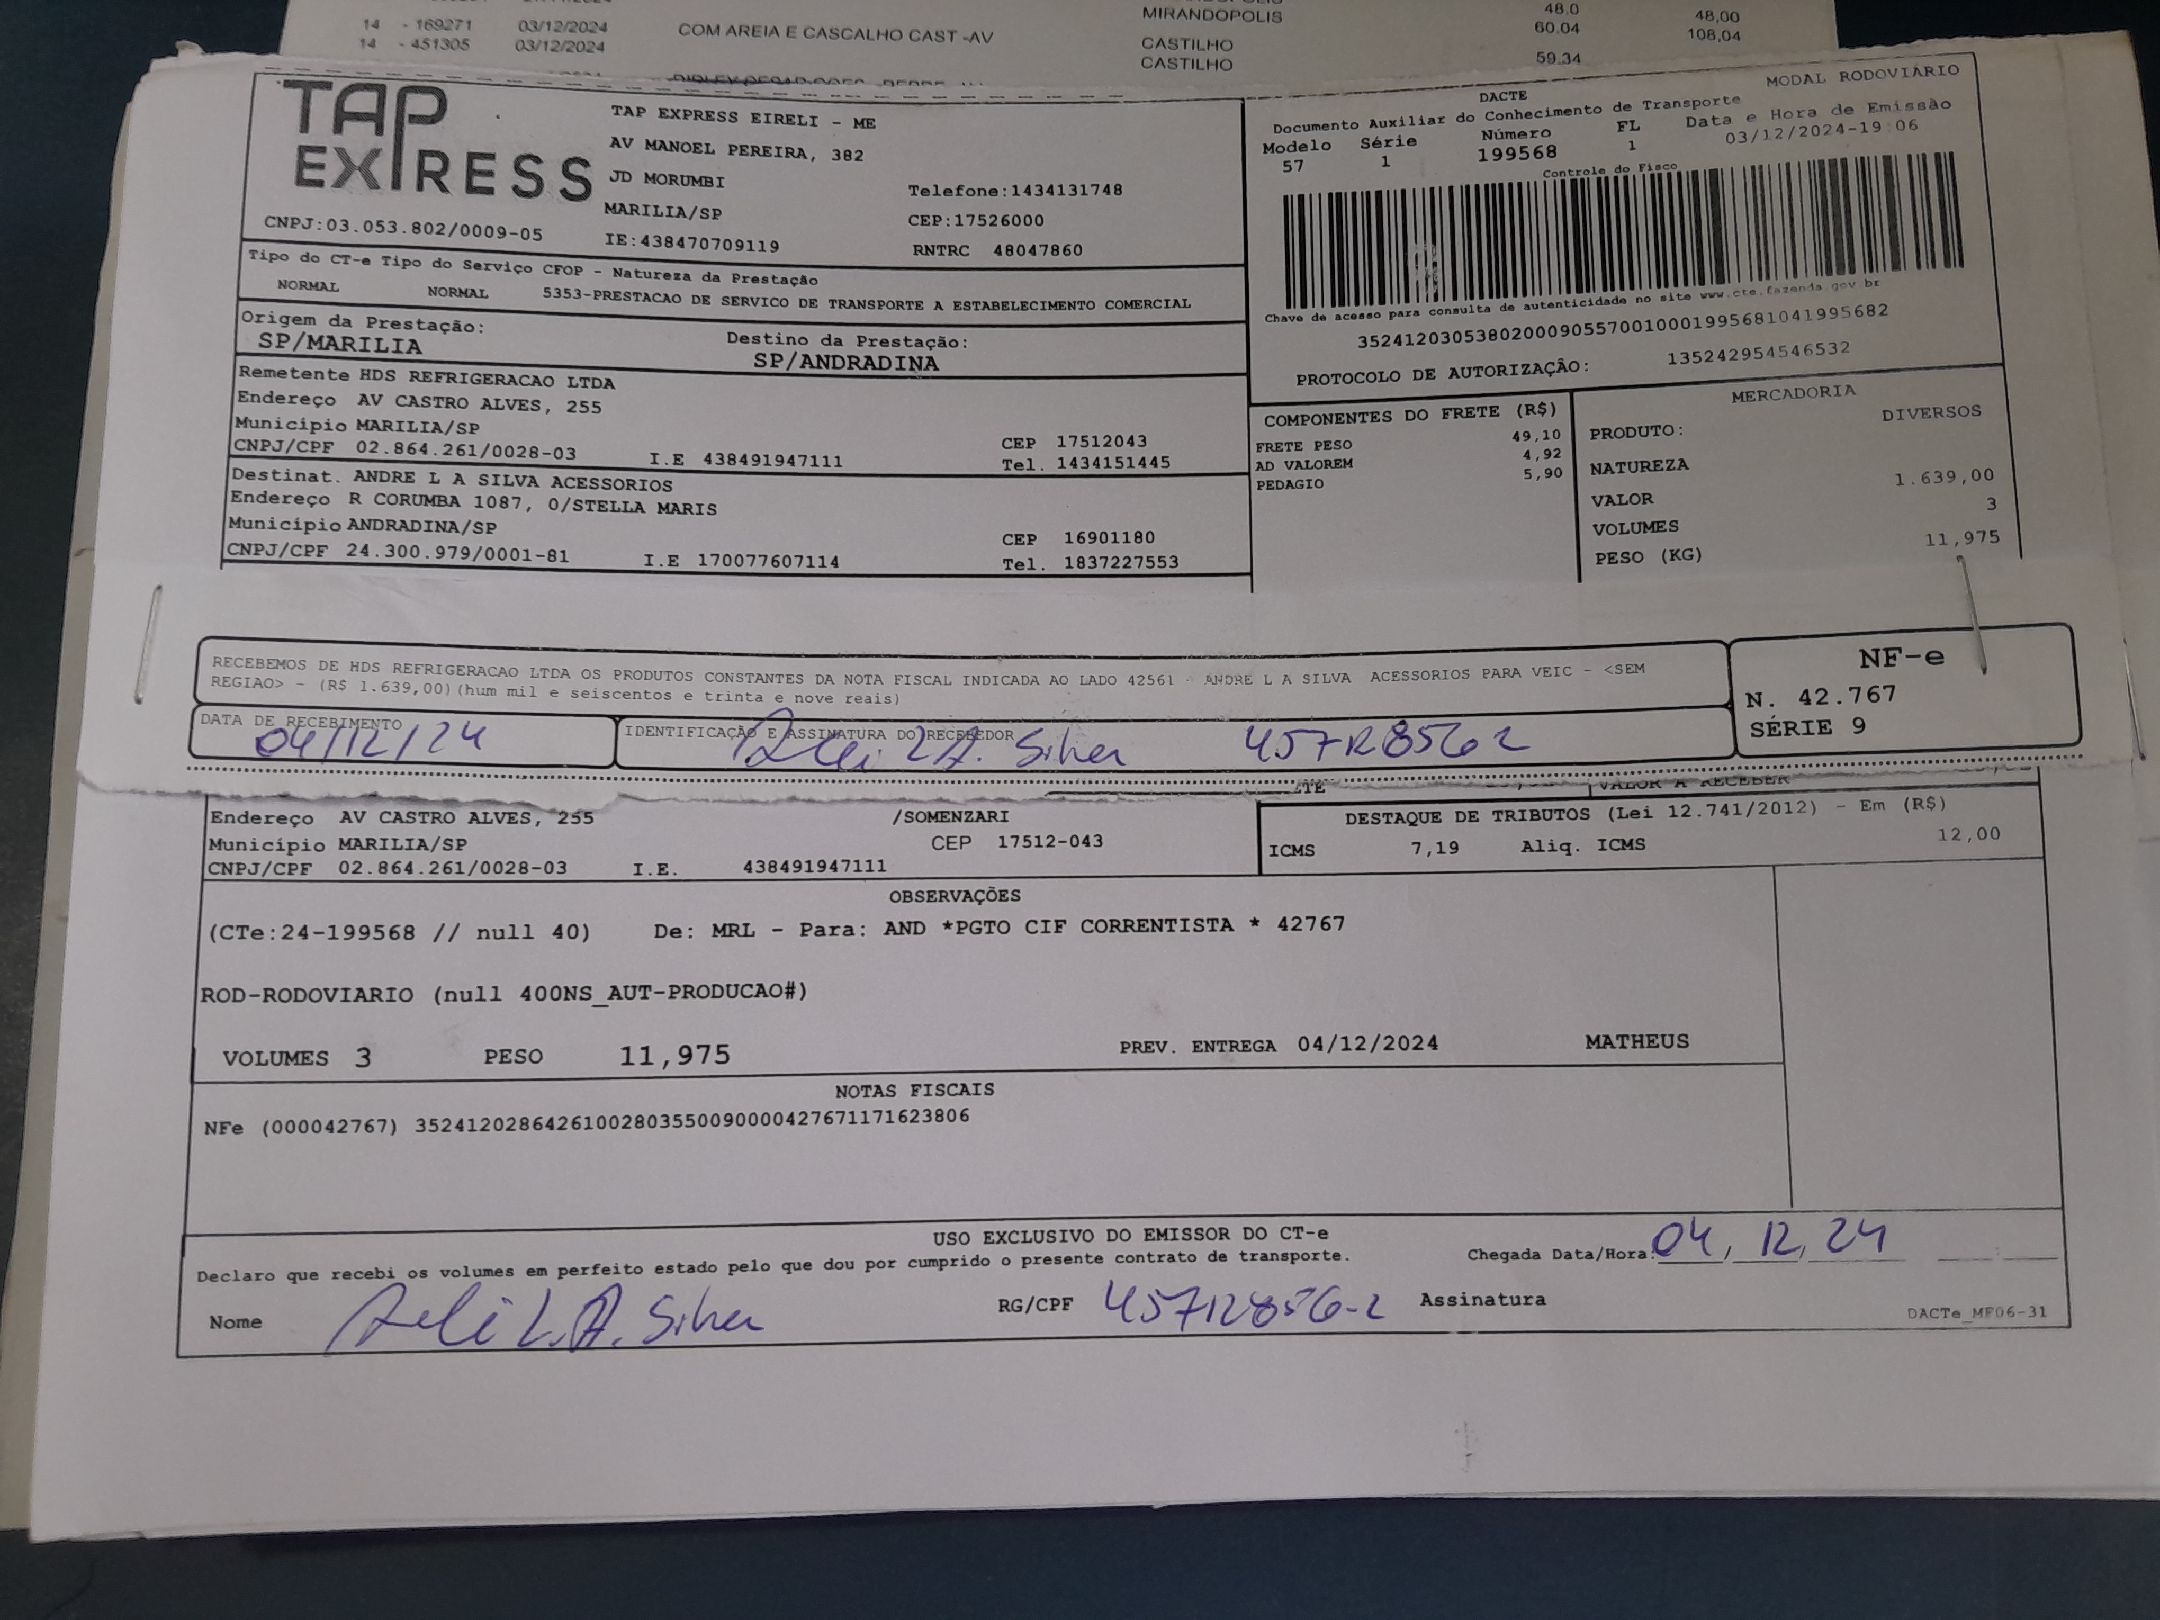 MIRANDOPOLIS 48.0 48,00
14 - 169271 03/12/2024 COM AREIA E CASCALHO CAST -AV CASTILHO 60.04 108,04
14 - 451305 03/12/2024 CASTILHO 59.34
TAP EXPRESS
CNPJ:03.053.802/0009-05
TAP EXPRESS EIRELI - ME
AV MANOEL PEREIRA, 382
JD MORUMBI
MARILIA/SP
IE:438470709119
Telefone:1434131748
CEP:17526000
RNTRC 48047860
DACTE
MODAL RODOVIÁRIO
Documento Auxiliar do Conhecimento de Transporte
Modelo Série Número FL Data e Hora de Emissão
57 1 199568 1 03/12/2024-19:06
Controle do Fisco
Chave de acesso para consulta de autenticidade no site www.cte.fazenda.gov.br
35241203053802000905570010001995681041995682
PROTOCOLO DE AUTORIZAÇÃO: 135242954546532
Tipo do CT-e Tipo do Serviço CFOP - Natureza da Prestação
NORMAL NORMAL 5353-PRESTACAO DE SERVICO DE TRANSPORTE A ESTABELECIMENTO COMERCIAL
Origem da Prestação: Destino da Prestação:
SP/MARILIA SP/ANDRADINA
Remetente HDS REFRIGERACAO LTDA
Endereço AV CASTRO ALVES, 255
Município MARILIA/SP CEP 17512043
CNPJ/CPF 02.864.261/0028-03 I.E 438491947111 Tel. 1434151445
Destinat. ANDRE L A SILVA ACESSORIOS
Endereço R CORUMBA 1087, 0/STELLA MARIS
Município ANDRADINA/SP CEP 16901180
CNPJ/CPF 24.300.979/0001-81 I.E 170077607114 Tel. 1837227553
COMPONENTES DO FRETE (R$)
FRETE PESO 49,10
AD VALOREM 4,92
PEDAGIO 5,90
MERCADORIA
PRODUTO: DIVERSOS
NATUREZA
VALOR 1.639,00
VOLUMES 3
PESO (KG) 11,975
RECEBEMOS DE HDS REFRIGERACAO LTDA OS PRODUTOS CONSTANTES DA NOTA FISCAL INDICADA AO LADO 42561 - ANDRE L A SILVA ACESSORIOS PARA VEIC - <SEM
REGIAO> - (R$ 1.639,00)(hum mil e seiscentos e trinta e nove reais)
NF-e
N. 42.767
SÉRIE 9
DATA DE RECEBIMENTO IDENTIFICAÇÃO E ASSINATURA DO RECEBEDOR
04/12/24 L A. Silva
VALOR A RECEBER
Endereço AV CASTRO ALVES, 255 /SOMENZARI
Município MARILIA/SP CEP 17512-043
CNPJ/CPF 02.864.261/0028-03 I.E. 438491947111
DESTAQUE DE TRIBUTOS (Lei 12.741/2012) - Em (R$)
ICMS 7,19 Aliq. ICMS 12,00
OBSERVAÇÕES
(CTe:24-199568 // null 40) De: MRL - Para: AND *PGTO CIF CORRENTISTA * 42767
ROD-RODOVIARIO (null 400NS_AUT-PRODUCAO#)
VOLUMES 3 PESO 11,975 PREV. ENTREGA 04/12/2024 MATHEUS
NOTAS FISCAIS
NFe (000042767) 35241202864261002803550090000427671171623806
USO EXCLUSIVO DO EMISSOR DO CT-e
Declaro que recebi os volumes em perfeito estado pelo que dou por cumprido o presente contrato de transporte. Chegada Data/Hora: 04, 12, 24
Nome L. A. Silva RG/CPF 45712856-2 Assinatura
DACTe_MF06-31